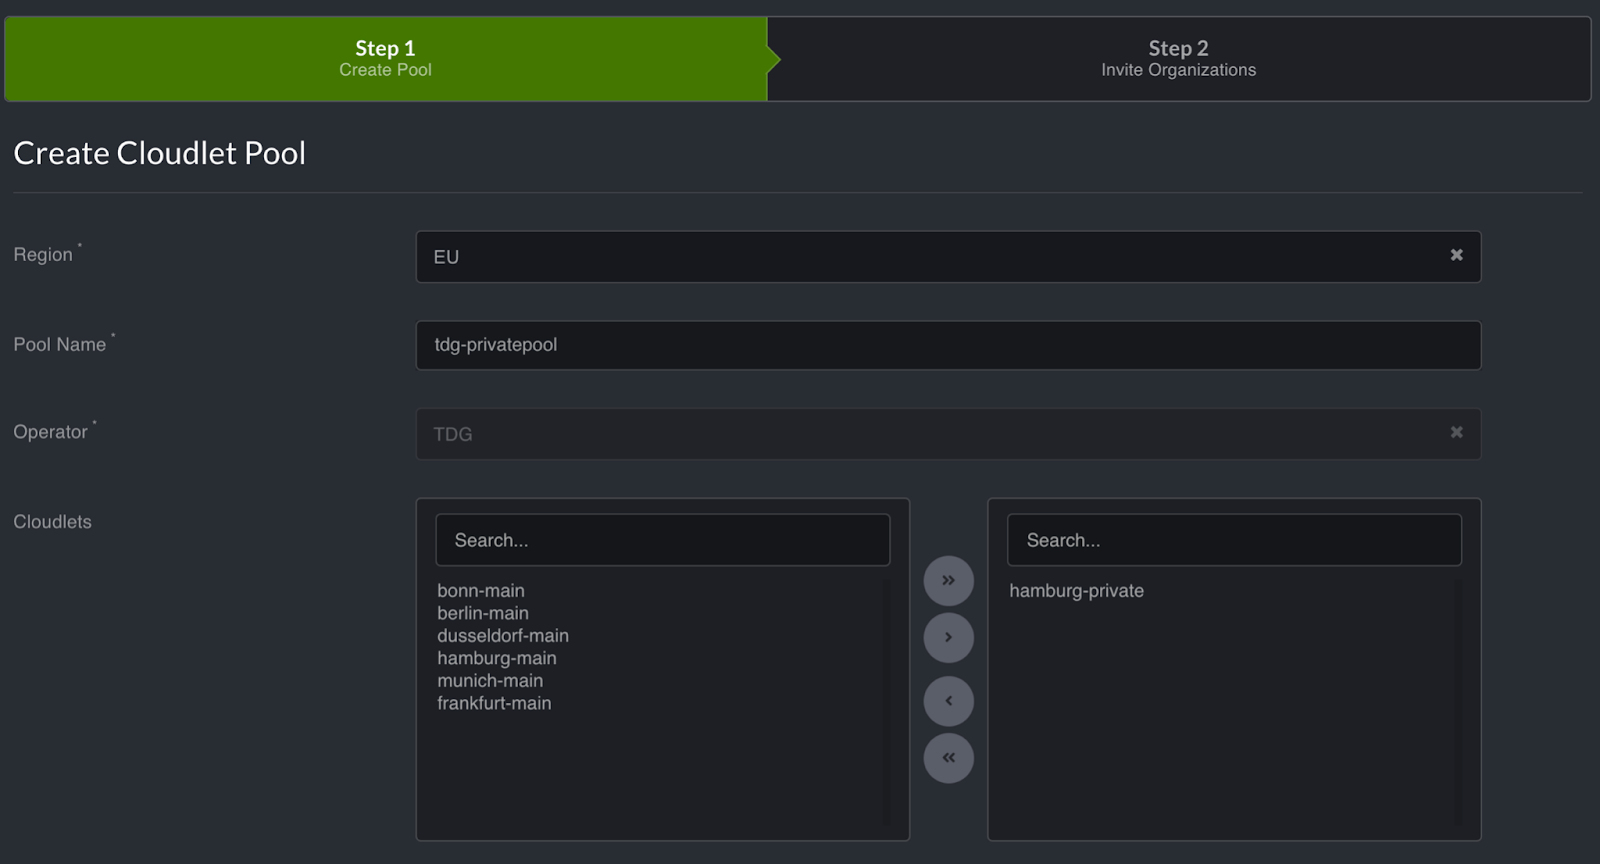 Step 1
Create Pool
Step 2
Invite Organizations
Create Cloudlet Pool
Region *
EU
Pool Name *
tdg-privatepool
Operator *
TDG
Cloudlets
Search...
bonn-main
berlin-main
dusseldorf-main
hamburg-main
munich-main
frankfurt-main
Search...
hamburg-private